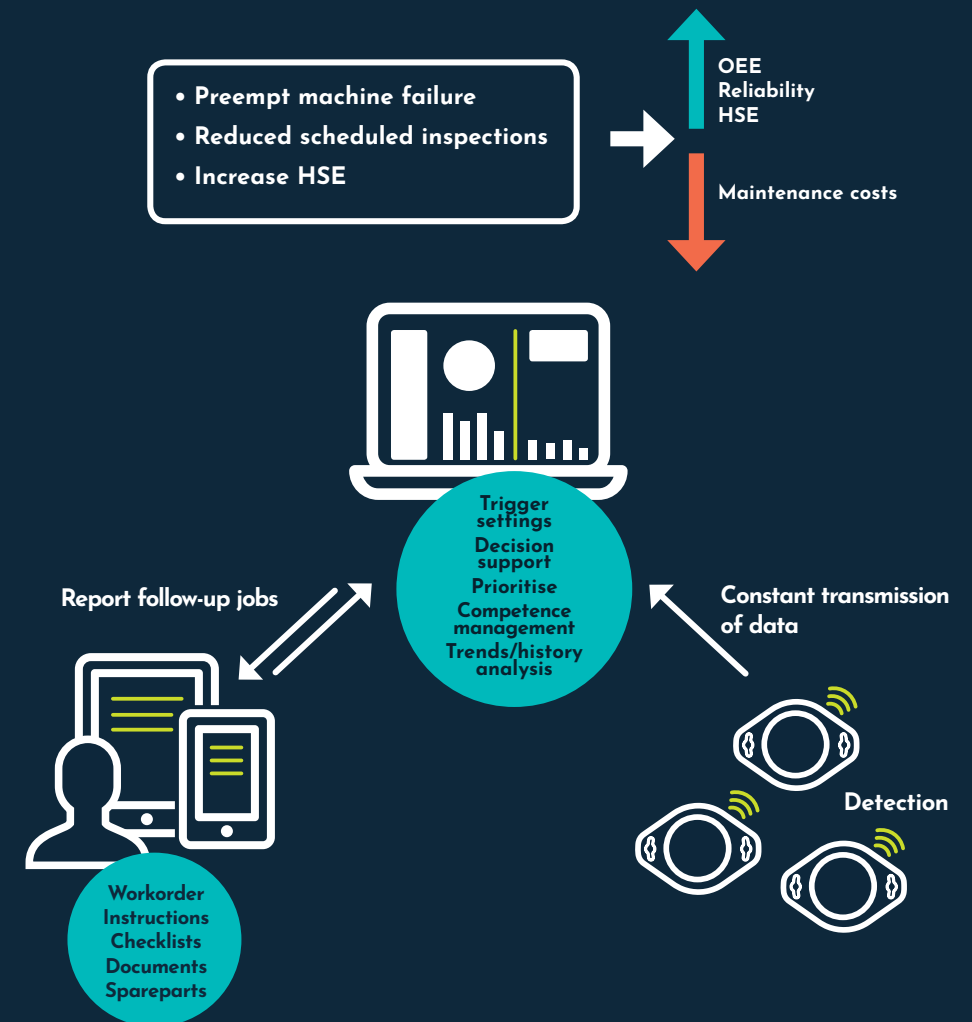 • Preempt machine failure
• Reduced scheduled inspections
• Increase HSE
OEE
Reliability
HSE
Maintenance costs
Trigger
settings
Decision
support
Prioritise
Competence
management
Trends/history
analysis
Report follow-up jobs
Constant transmission
of data
Detection
Workorder
Instructions
Checklists
Documents
Spareparts